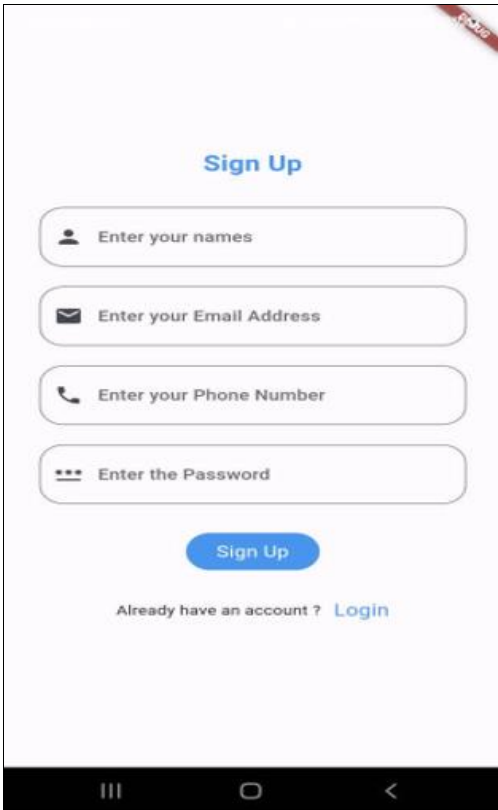 DEBUG
Sign Up
Enter your names
Enter your Email Address
Enter your Phone Number
Enter the Password
Sign Up
Already have an account ? Login